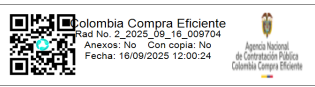 Colombia Compra Eficiente
Rad No. 2_2025_09_16_009704
Anexos: No Con copia: No
Fecha: 16/09/2025 12:00:24
Agencia Nacional
de Contratación Pública
Colombia Compra Eficiente